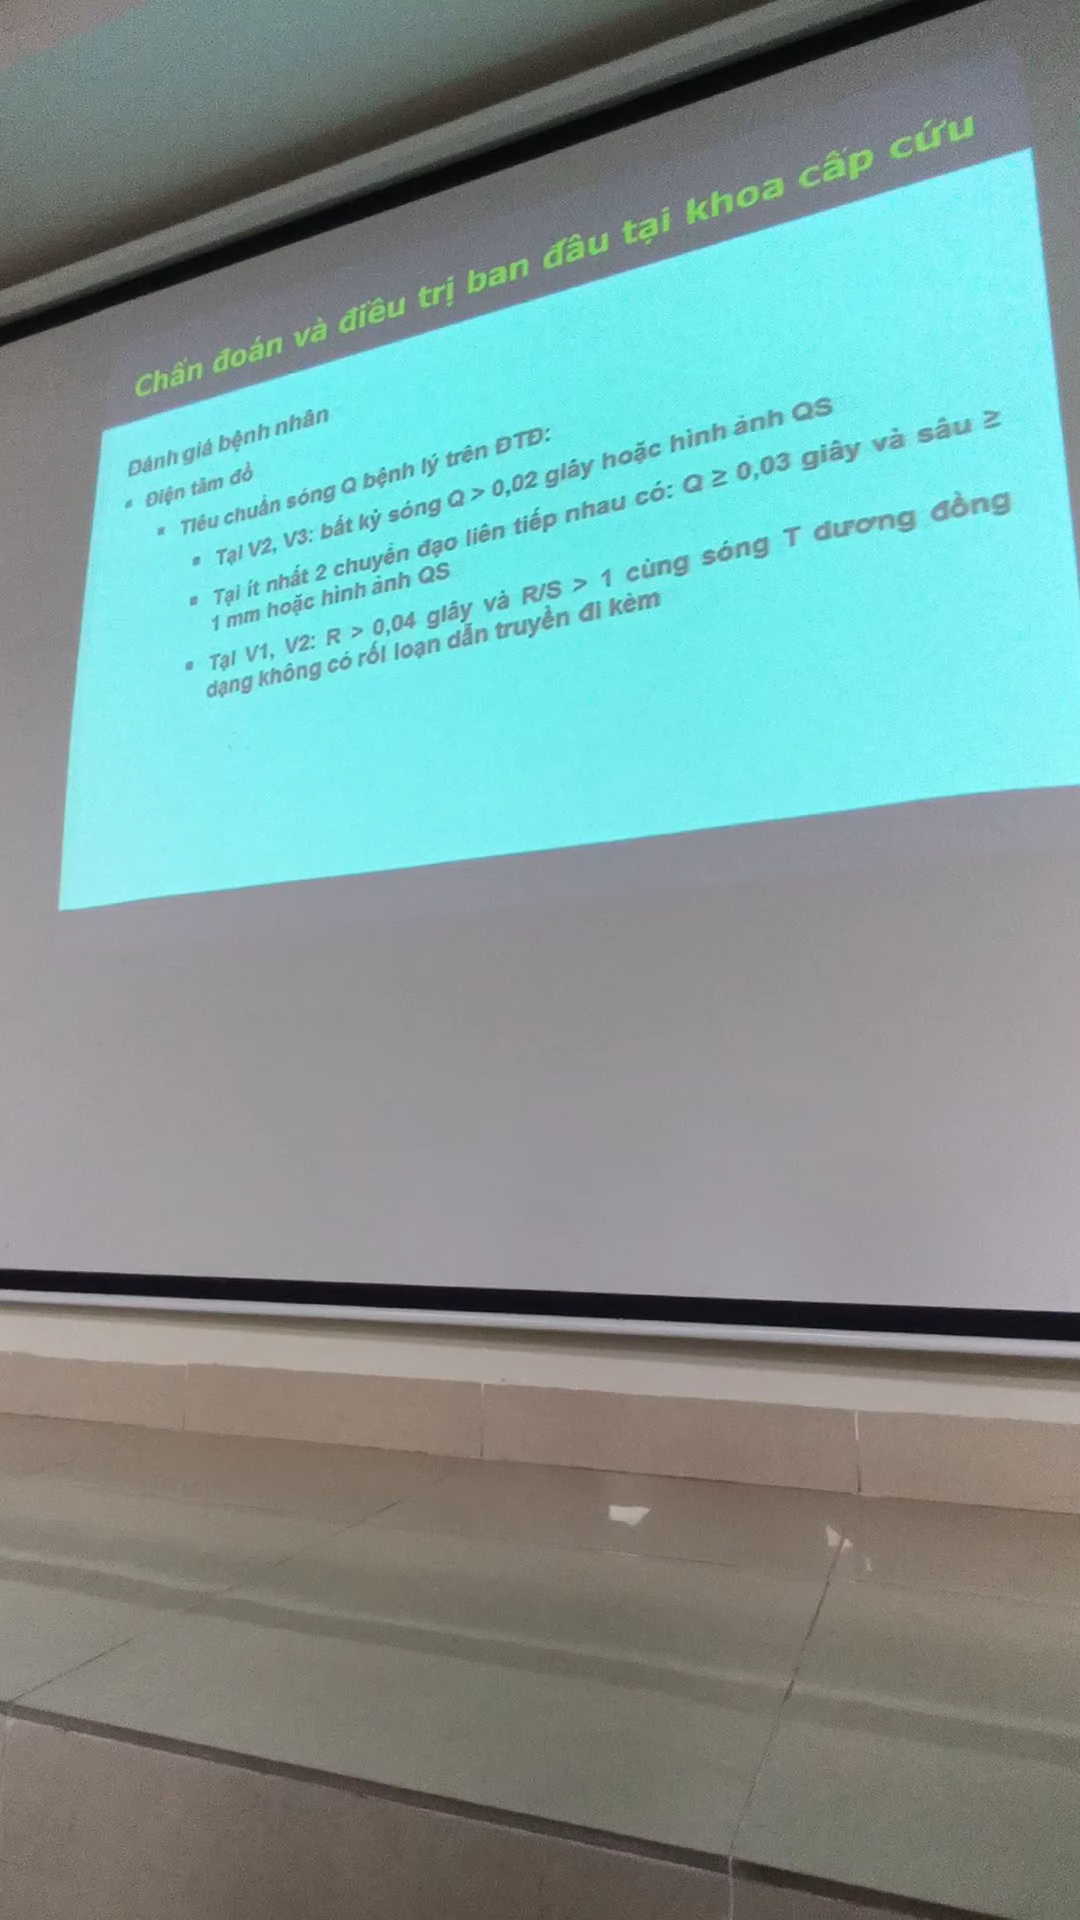 Chẩn đoán và điều trị ban đầu tại khoa cấp cứu
Đánh giá bệnh nhân
▪ Điện tâm đồ
▪ Tiêu chuẩn sóng Q bệnh lý trên ĐTĐ:
▪ Tại V2, V3: bất kỳ sóng Q > 0,02 giây hoặc hình ảnh QS
▪ Tại ít nhất 2 chuyển đạo liên tiếp nhau có: Q ≥ 0,03 giây và sâu ≥
1 mm hoặc hình ảnh QS
▪ Tại V1, V2: R > 0,04 giây và R/S > 1 cùng sóng T dương đồng
dạng không có rối loạn dẫn truyền đi kèm